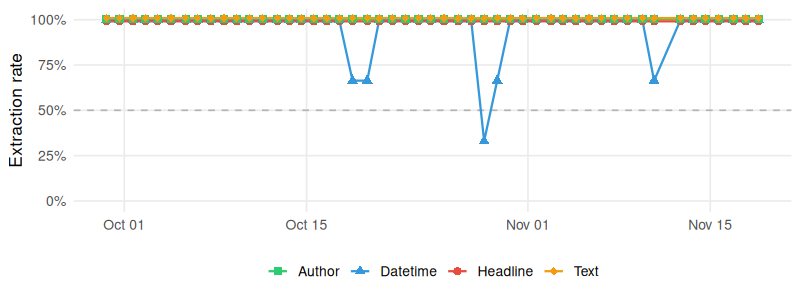 Extraction rate
100%
75%
50%
25%
0%
Oct 01 Oct 15 Nov 01 Nov 15
Author Datetime Headline Text